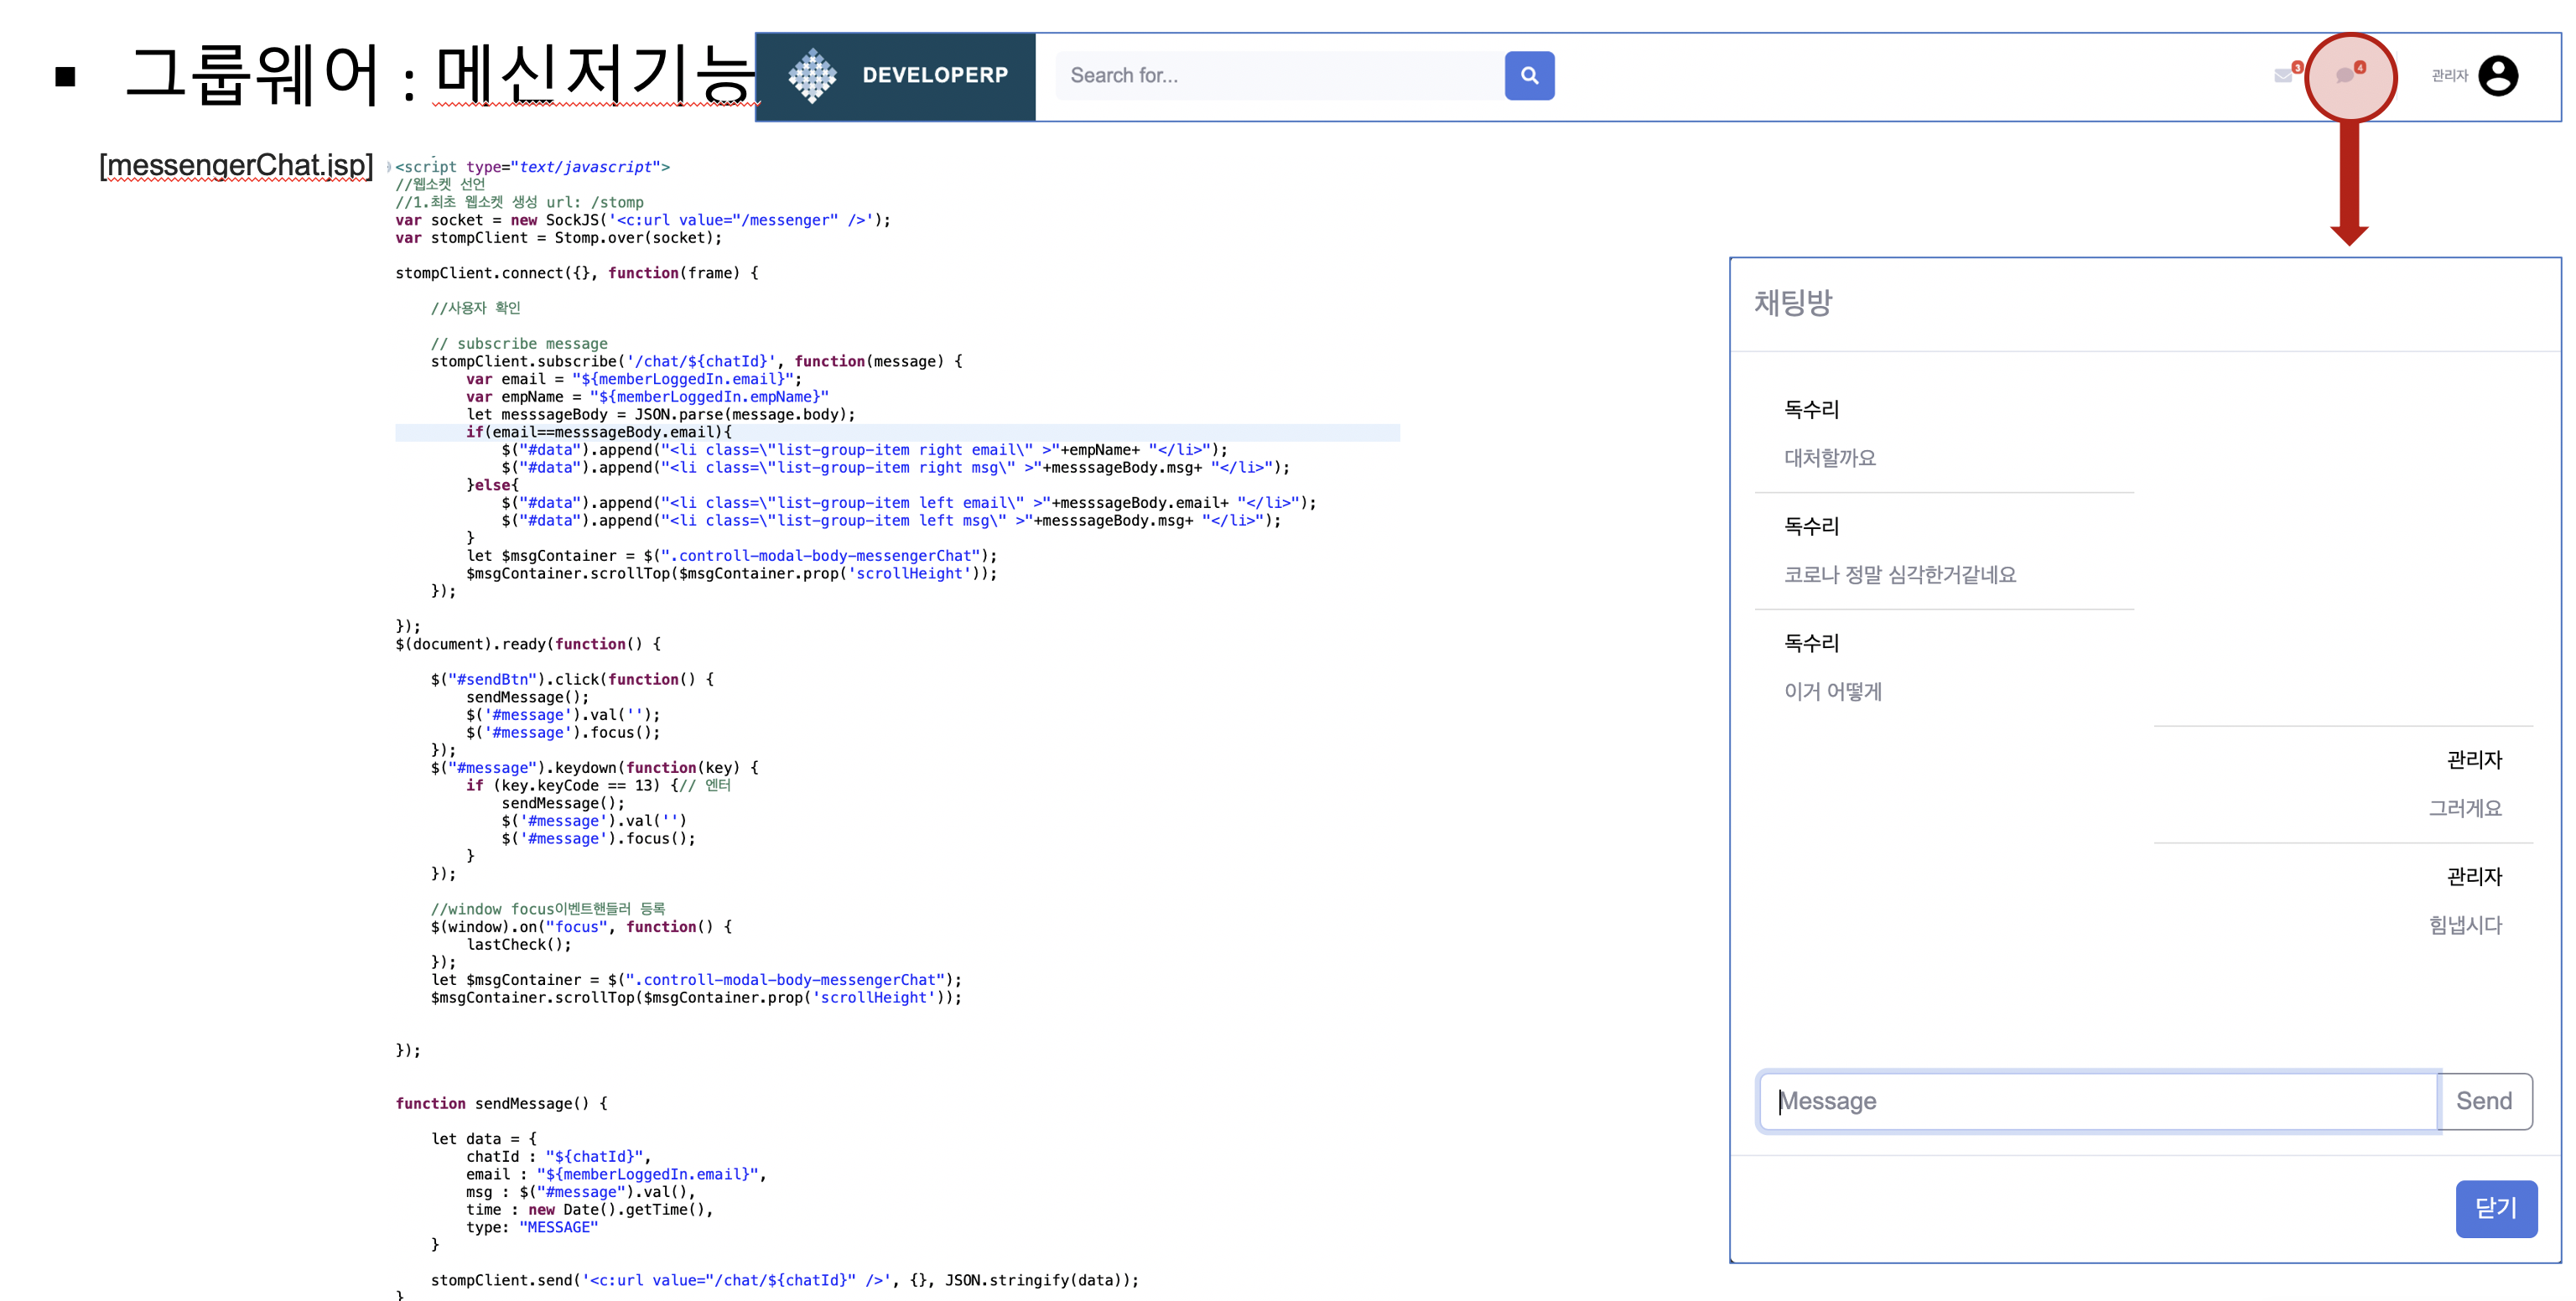 ▪ 그룹웨어 : 메신저기능
DEVELOPERP
Search for...
3
4
관리자
[messengerChat.jsp]
<script type="text/javascript">
//웹소켓 선언
//1.최초 웹소켓 생성 url: /stomp
var socket = new SockJS('<c:url value="/messenger" />');
var stompClient = Stomp.over(socket);
stompClient.connect({}, function(frame) {
//사용자 확인
// subscribe message
stompClient.subscribe('/chat/${chatId}', function(message) {
var email = "${memberLoggedIn.email}";
var empName = "${memberLoggedIn.empName}"
let messsageBody = JSON.parse(message.body);
if(email==messsageBody.email){
$("#data").append("<li class=\"list-group-item right email\" >"+empName+ "</li>");
$("#data").append("<li class=\"list-group-item right msg\" >"+messsageBody.msg+ "</li>");
}else{
$("#data").append("<li class=\"list-group-item left email\" >"+messsageBody.email+ "</li>");
$("#data").append("<li class=\"list-group-item left msg\" >"+messsageBody.msg+ "</li>");
}
let $msgContainer = $(".controll-modal-body-messengerChat");
$msgContainer.scrollTop($msgContainer.prop('scrollHeight'));
});
});
$(document).ready(function() {
$("#sendBtn").click(function() {
sendMessage();
$('#message').val('');
$('#message').focus();
});
$("#message").keydown(function(key) {
if (key.keyCode == 13) {// 엔터
sendMessage();
$('#message').val('')
$('#message').focus();
}
});
//window focus이벤트핸들러 등록
$(window).on("focus", function() {
lastCheck();
});
let $msgContainer = $(".controll-modal-body-messengerChat");
$msgContainer.scrollTop($msgContainer.prop('scrollHeight'));
});
function sendMessage() {
let data = {
chatId : "${chatId}",
email : "${memberLoggedIn.email}",
msg : $("#message").val(),
time : new Date().getTime(),
type: "MESSAGE"
}
stompClient.send('<c:url value="/chat/${chatId}" />', {}, JSON.stringify(data));
}
채팅방
독수리
대처할까요
독수리
코로나 정말 심각한거같네요
독수리
이거 어떻게
관리자
그러게요
관리자
힘냅시다
Message
Send
닫기